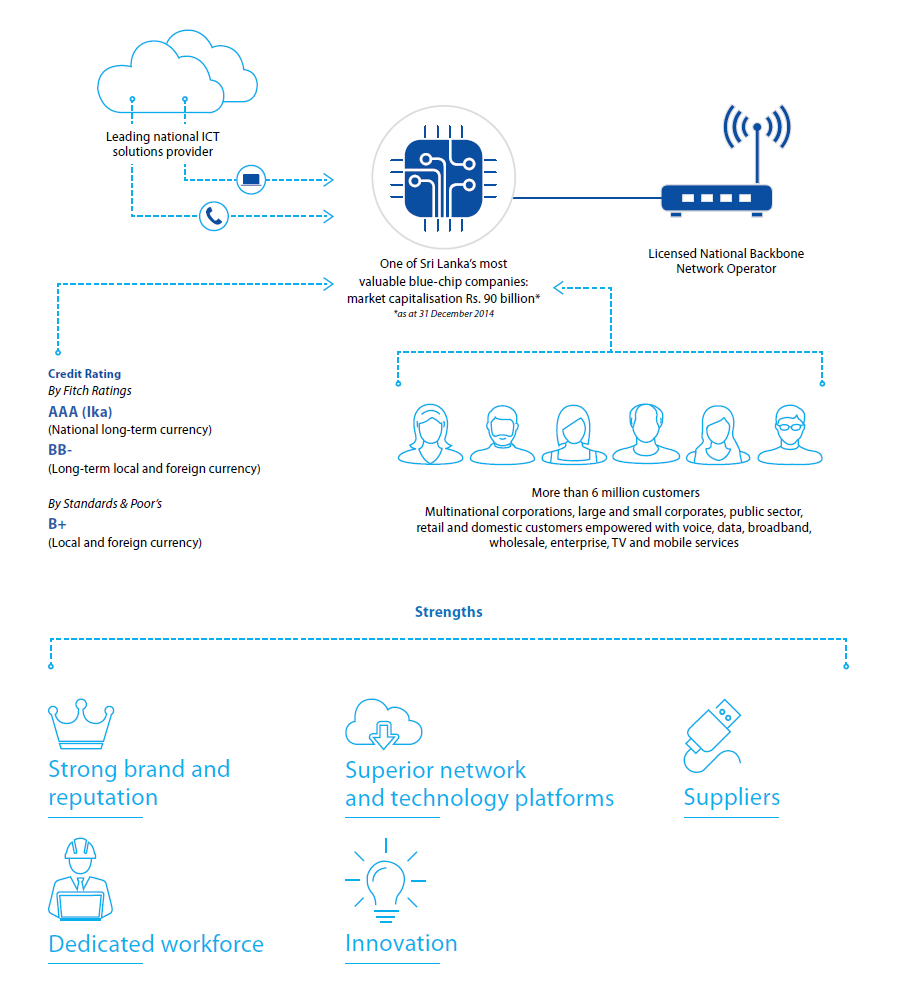 Leading national ICT
solutions provider
One of Sri Lanka's most
valuable blue-chip companies:
market capitalisation Rs. 90 billion*
*as at 31 December 2014
Licensed National Backbone
Network Operator
Credit Rating
By Fitch Ratings
AAA (lka)
(National long-term currency)
BB-
(Long-term local and foreign currency)
By Standards & Poor's
B+
(Local and foreign currency)
More than 6 million customers
Multinational corporations, large and small corporates, public sector,
retail and domestic customers empowered with voice, data, broadband,
wholesale, enterprise, TV and mobile services
Strengths
Strong brand and
reputation
Superior network
and technology platforms
Suppliers
Dedicated workforce
Innovation